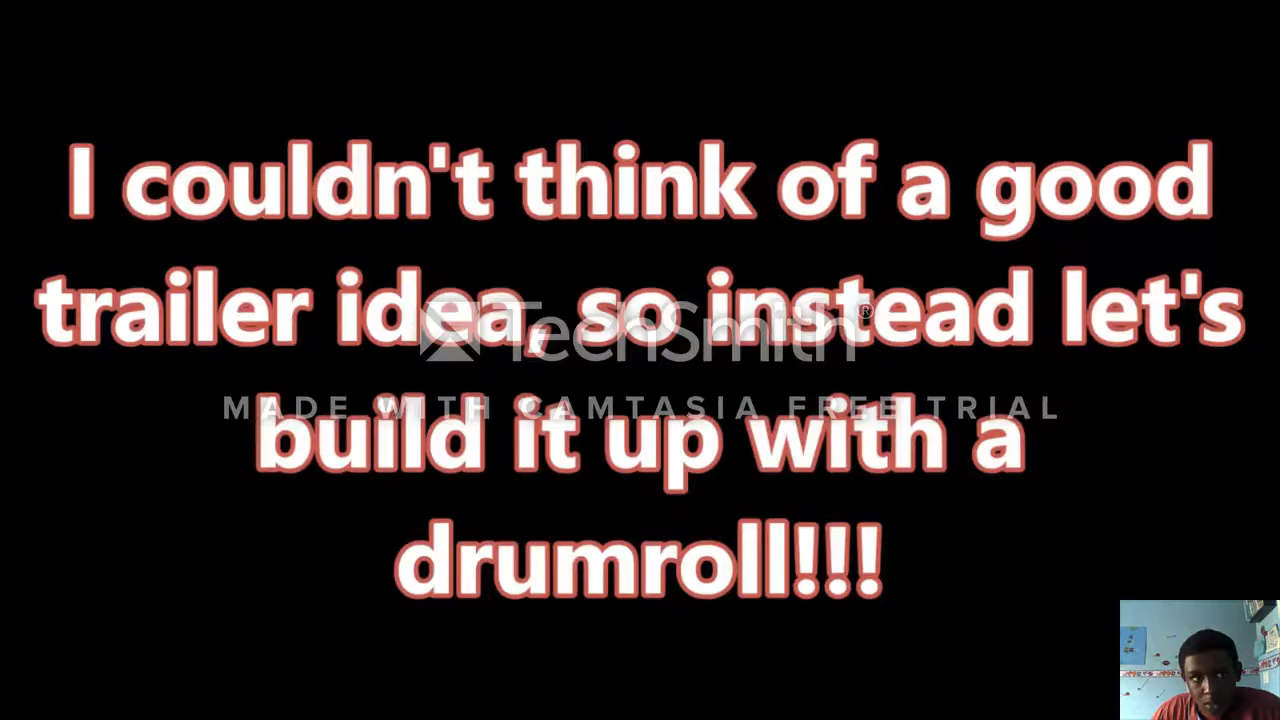 I couldn't think of a good
trailer idea, so instead let's
TechSmith®
MADE WITH CAMTASIA FREE TRIAL
build it up with a
drumroll!!!